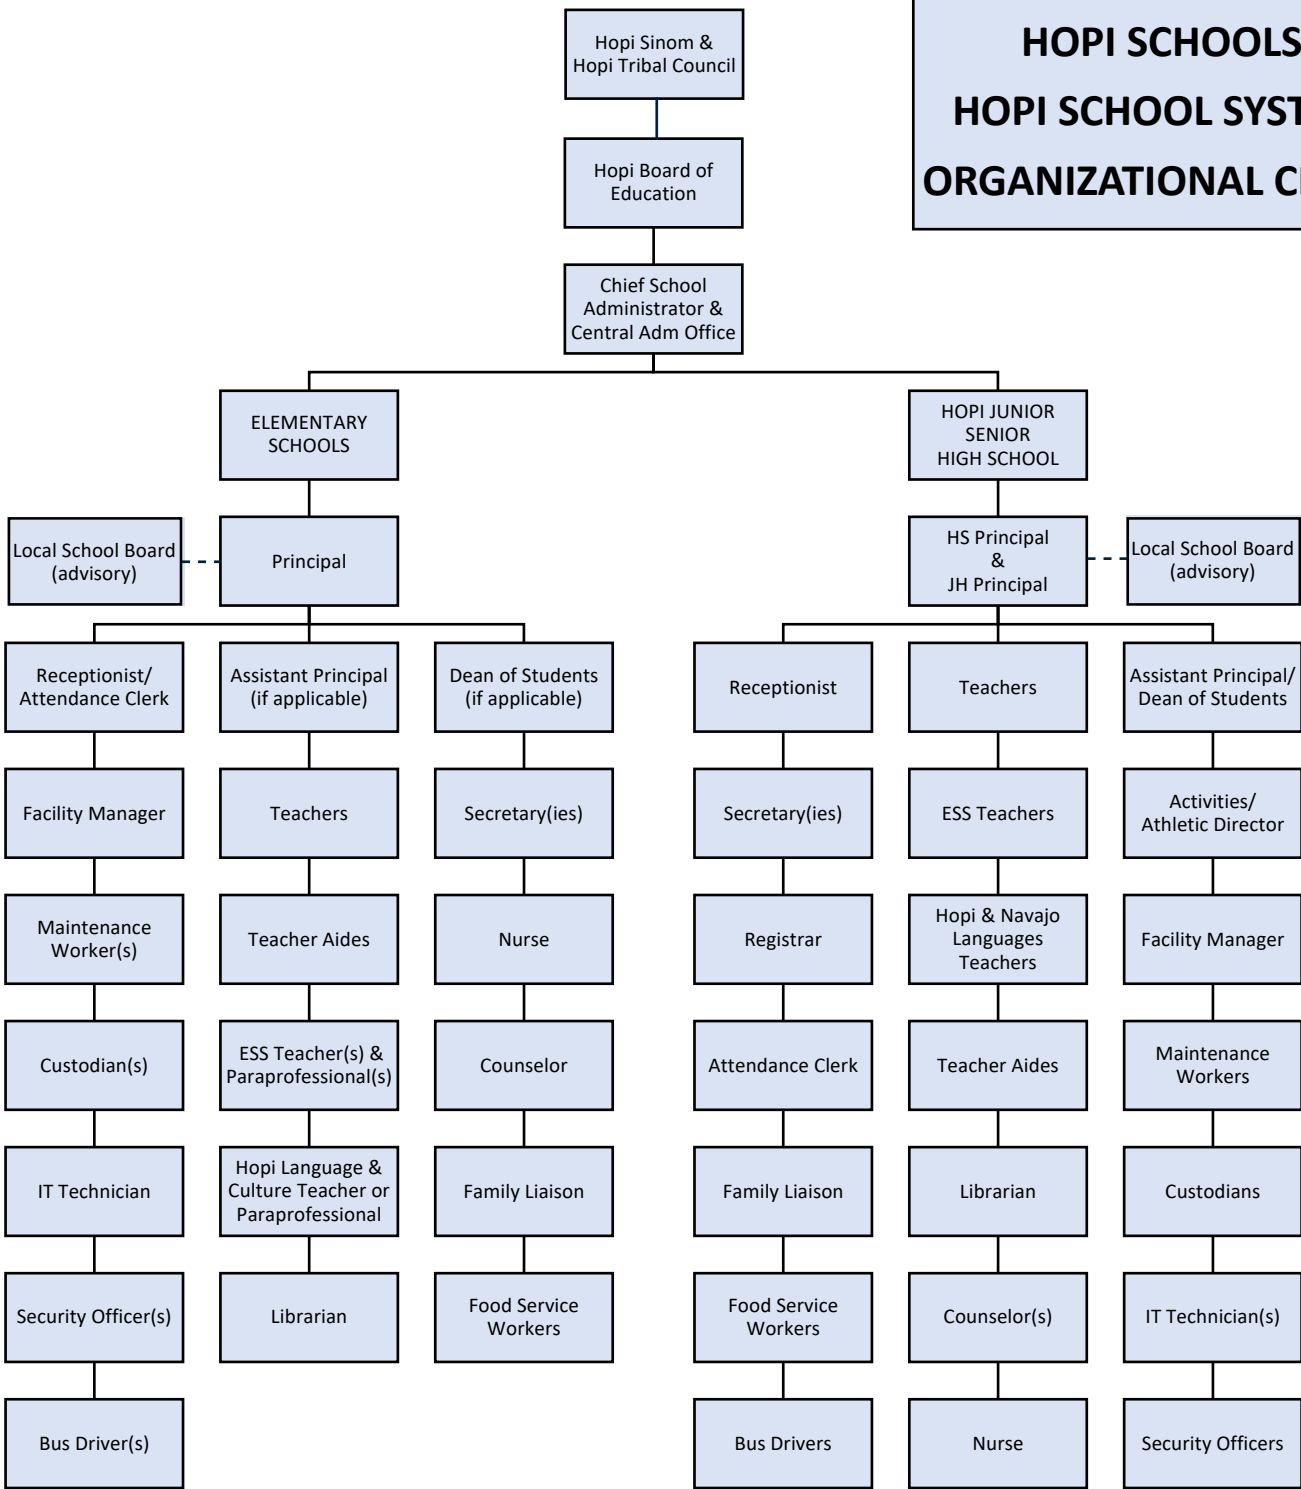 HOPI SCHOOLS
HOPI SCHOOL SYST
ORGANIZATIONAL C
Hopi Sinom &
Hopi Tribal Council
Hopi Board of
Education
Chief School
Administrator &
Central Adm Office
ELEMENTARY
SCHOOLS
HOPI JUNIOR
SENIOR
HIGH SCHOOL
Local School Board
(advisory)
Principal
HS Principal
&
JH Principal
Local School Board
(advisory)
Receptionist/
Attendance Clerk
Assistant Principal
(if applicable)
Dean of Students
(if applicable)
Receptionist
Teachers
Assistant Principal/
Dean of Students
Facility Manager
Teachers
Secretary(ies)
Secretary(ies)
ESS Teachers
Activities/
Athletic Director
Maintenance
Worker(s)
Teacher Aides
Nurse
Registrar
Hopi & Navajo
Languages
Teachers
Facility Manager
Custodian(s)
ESS Teacher(s) &
Paraprofessional(s)
Counselor
Attendance Clerk
Teacher Aides
Maintenance
Workers
IT Technician
Hopi Language &
Culture Teacher or
Paraprofessional
Family Liaison
Family Liaison
Librarian
Custodians
Security Officer(s)
Librarian
Food Service
Workers
Food Service
Workers
Counselor(s)
IT Technician(s)
Bus Driver(s)
Bus Drivers
Nurse
Security Officers